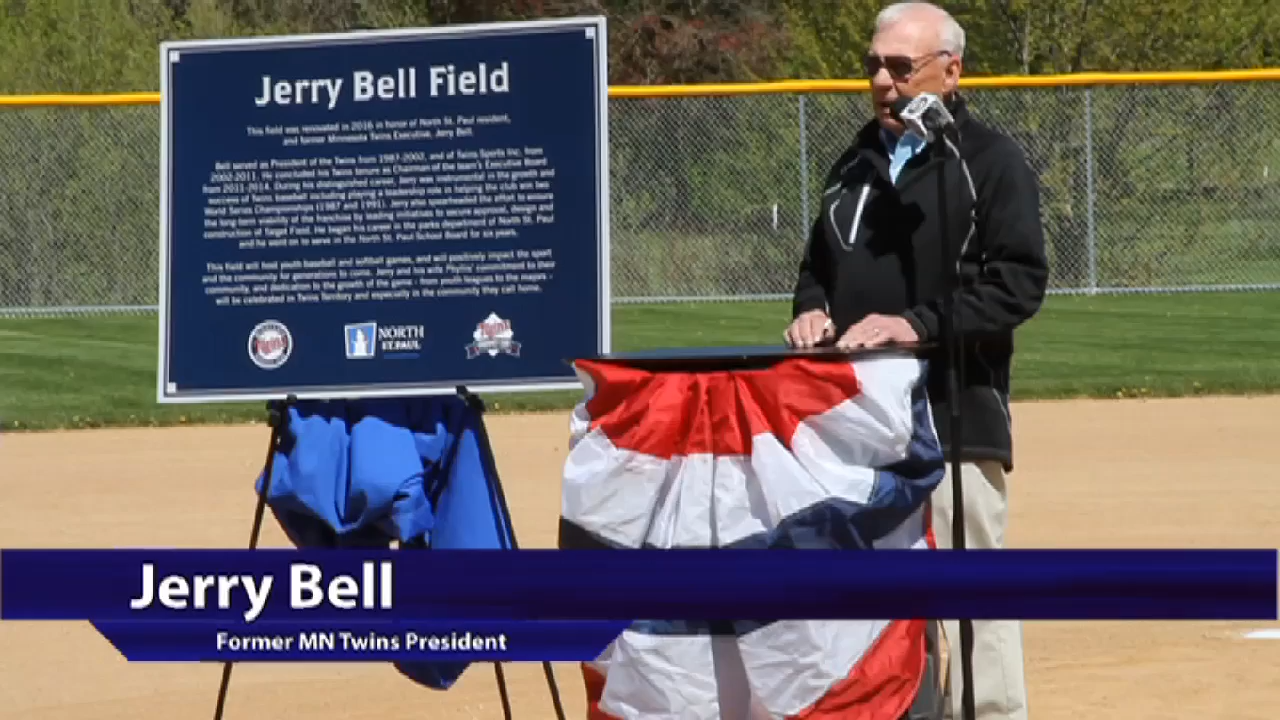 Jerry Bell Field
This field was renovated in 2016 in honor of North St. Paul resident,
and former Minnesota Twins Executive, Jerry Bell.
Bell served as President of the Twins from 1987-2002, and of Twins Sports Inc. from
2002-2011. He concluded his Twins tenure as Chairman of the team's Executive Board
from 2011-2014. During his distinguished career, Jerry was instrumental in the growth and
success of Twins baseball including playing a leadership role in helping the club win two
World Series Championships (1987 and 1991). Jerry also spearheaded the effort to ensure
the long-term viability of the franchise by leading initiatives to secure approval, design and
construction of Target Field. He began his career in the parks department of North St. Paul
and he went on to serve in the North St. Paul School Board for six years.
This field will host youth baseball and softball games, and will positively impact the sport
and the community for generations to come. Jerry and his wife Phyllis' commitment to their
community, and dedication to the growth of the game - from youth leagues to the majors -
will be celebrated in Twins Territory and especially in the community they call home.
Twins
NORTH
ST. PAUL
Twins
Jerry Bell
Former MN Twins President